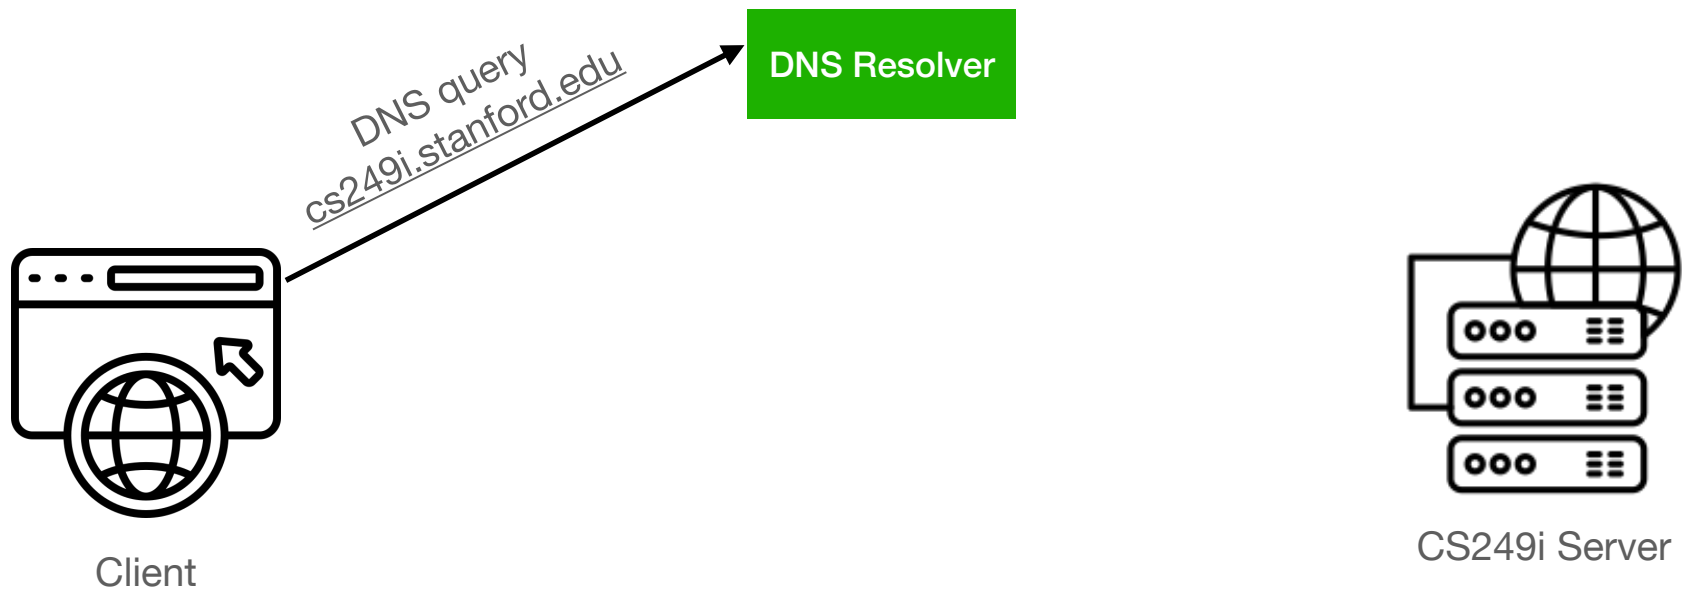 DNS query
cs249i.stanford.edu
DNS Resolver
Client
CS249i Server